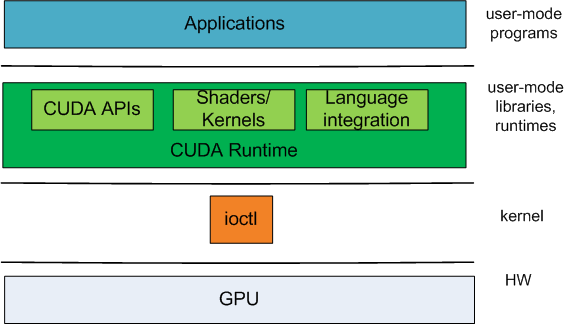 Applications
user-mode
programs
CUDA APIs
Shaders/
Kernels
Language
integration
CUDA Runtime
user-mode
libraries,
runtimes
ioctl
kernel
GPU
HW